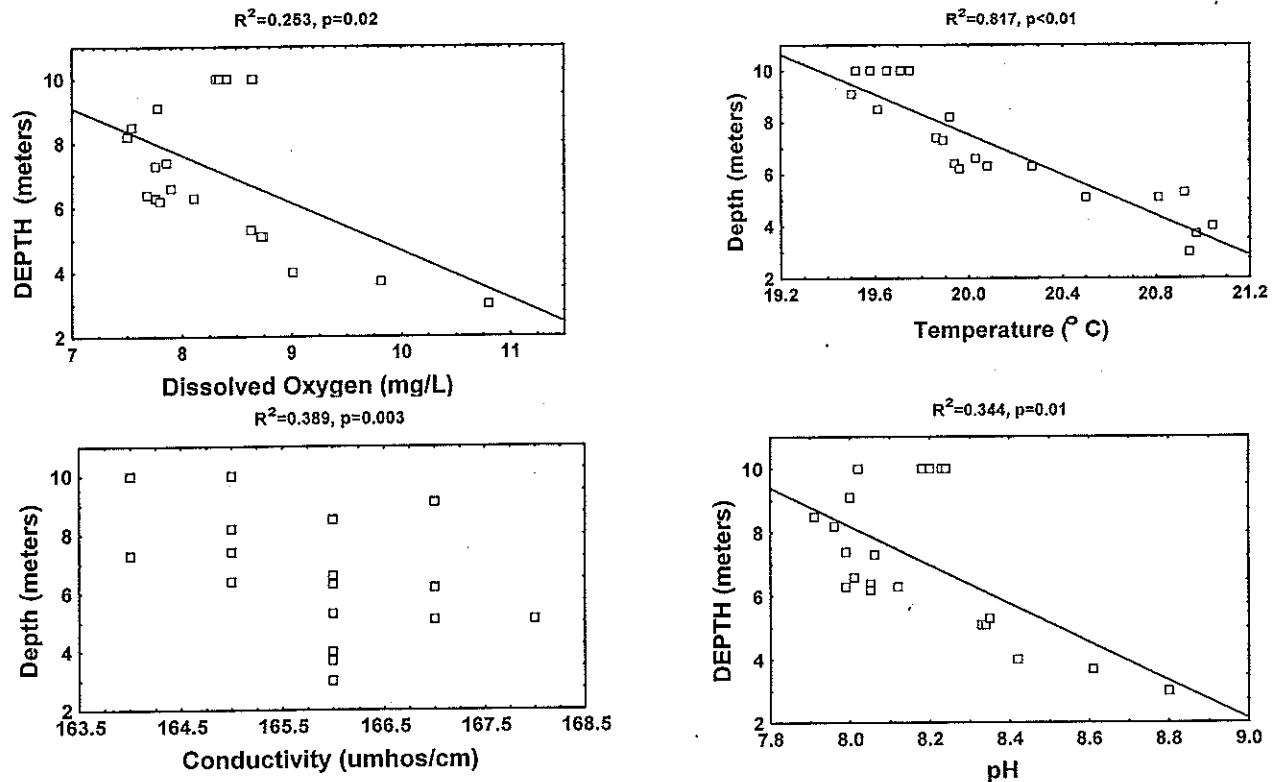 R²=0.253, p=0.02
DEPTH (meters)
10
8
6
4
2
7 8 9 10 11
Dissolved Oxygen (mg/L)
R²=0.817, p<0.01
Depth (meters)
10
8
6
4
2
19.2 19.6 20.0 20.4 20.8 21.2
Temperature (° C)
R²=0.389, p=0.003
Depth (meters)
10
8
6
4
2
163.5 164.5 165.5 166.5 167.5 168.5
Conductivity (umhos/cm)
R²=0.344, p=0.01
DEPTH (meters)
10
8
6
4
2
7.8 8.0 8.2 8.4 8.6 8.8 9.0
pH